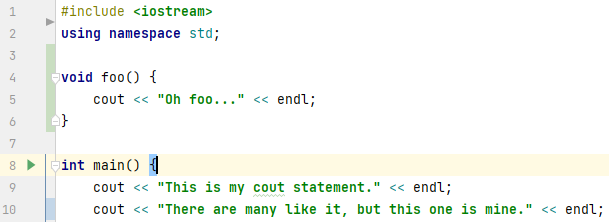 1 #include <iostream>
2 using namespace std;
3
4 void foo() {
5 cout << "Oh foo..." << endl;
6 }
7
8 int main() {
9 cout << "This is my cout statement." << endl;
10 cout << "There are many like it, but this one is mine." << endl;